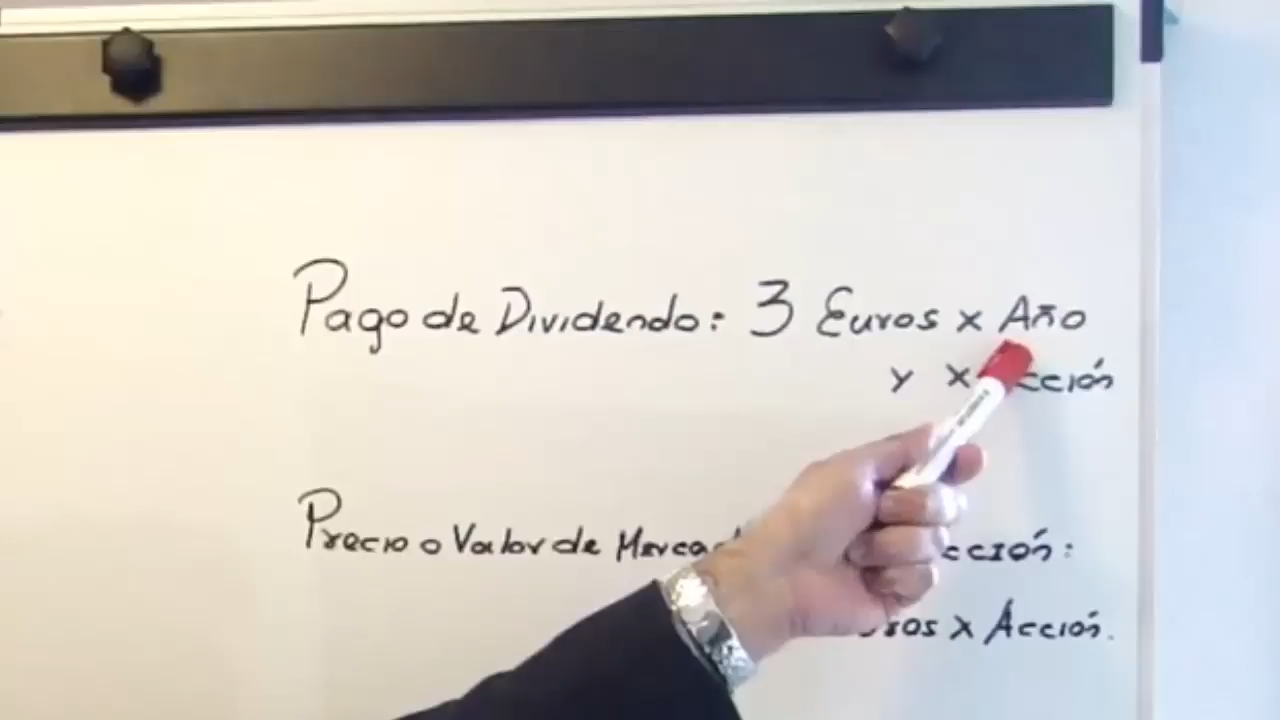 Pago de Dividendo: 3 Euros x Año
y x
Precio o Valor de
x Acción.